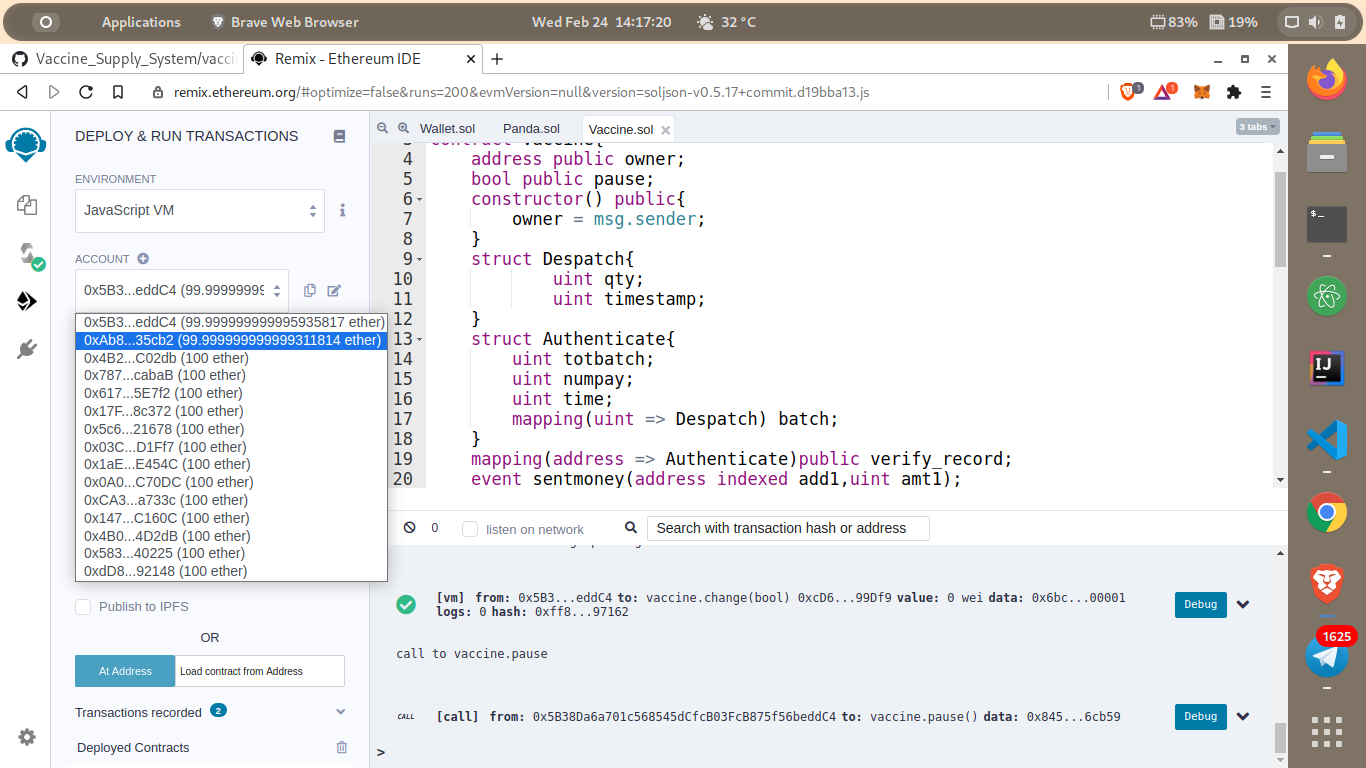 Applications
Brave Web Browser
Wed Feb 24 14:17:20
32 °C
83%
19%
Vaccine_Supply_System/vacci
Remix - Ethereum IDE
remix.ethereum.org/#optimize=false&runs=200&evmVersion=null&version=soljson-v0.5.17+commit.d19bba13.js
1
1
DEPLOY & RUN TRANSACTIONS
ENVIRONMENT
JavaScript VM
ACCOUNT
0x5B3...eddC4 (99.99999999
0x5B3...eddC4 (99.999999999995935817 ether)
0xAb8...35cb2 (99.999999999999311814 ether)
0x4B2...C02db (100 ether)
0x787...cabaB (100 ether)
0x617...5E7f2 (100 ether)
0x17F...8c372 (100 ether)
0x5c6...21678 (100 ether)
0x03C...D1Ff7 (100 ether)
0x1aE...E454C (100 ether)
0x0A0...C70DC (100 ether)
0xCA3...a733c (100 ether)
0x147...C160C (100 ether)
0x4B0...4D2dB (100 ether)
0x583...40225 (100 ether)
0xdD8...92148 (100 ether)
Publish to IPFS
OR
At Address
Load contract from Address
Transactions recorded 2
Deployed Contracts
Wallet.sol
Panda.sol
Vaccine.sol
3 tabs
3 contract Vaccine{
4 address public owner;
5 bool public pause;
6 constructor() public{
7 owner = msg.sender;
8 }
9 struct Despatch{
10 uint qty;
11 uint timestamp;
12 }
13 struct Authenticate{
14 uint totbatch;
15 uint numpay;
16 uint time;
17 mapping(uint => Despatch) batch;
18 }
19 mapping(address => Authenticate)public verify_record;
20 event sentmoney(address indexed add1,uint amt1);
0
listen on network
Search with transaction hash or address
[vm] from: 0x5B3...eddC4 to: vaccine.change(bool) 0xcD6...99Df9 value: 0 wei data: 0x6bc...00001
logs: 0 hash: 0xff8...97162
Debug
call to vaccine.pause
CALL
[call] from: 0x5B38Da6a701c568545dCfcB03FcB875f56beddC4 to: vaccine.pause() data: 0x845...6cb59
Debug
>
$_
IJ
1625